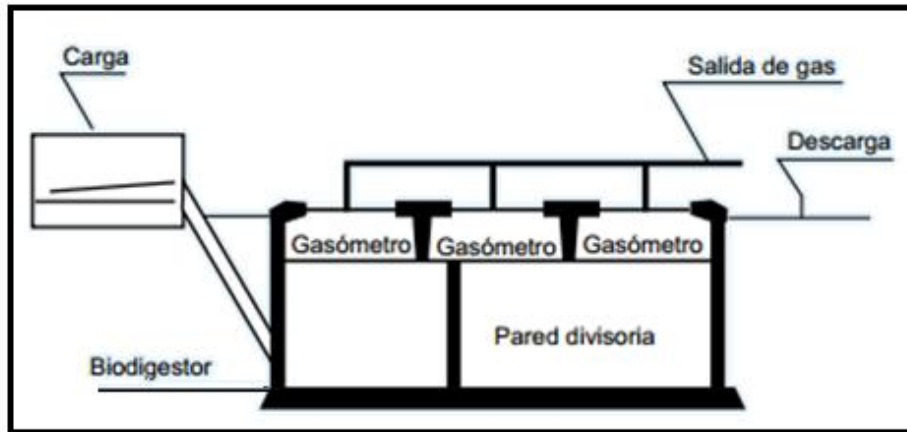 Carga
Salida de gas
Descarga
Gasómetro
Gasómetro
Gasómetro
Pared divisoria
Biodigestor